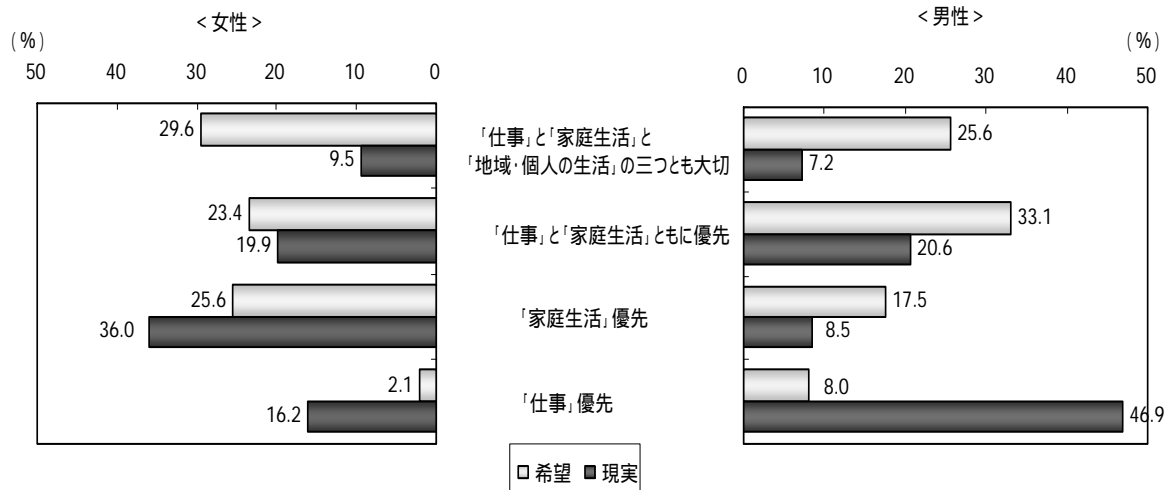 <女性>
<男性>
(%)
(%)
50 40 30 20 10 0
0 10 20 30 40 50
29.6
9.5
「仕事」と「家庭生活」と
「地域・個人の生活」の三つとも大切
25.6
7.2
23.4
19.9
「仕事」と「家庭生活」ともに優先
33.1
20.6
25.6
36.0
「家庭生活」優先
17.5
8.5
2.1
16.2
「仕事」優先
8.0
46.9
希望 現実